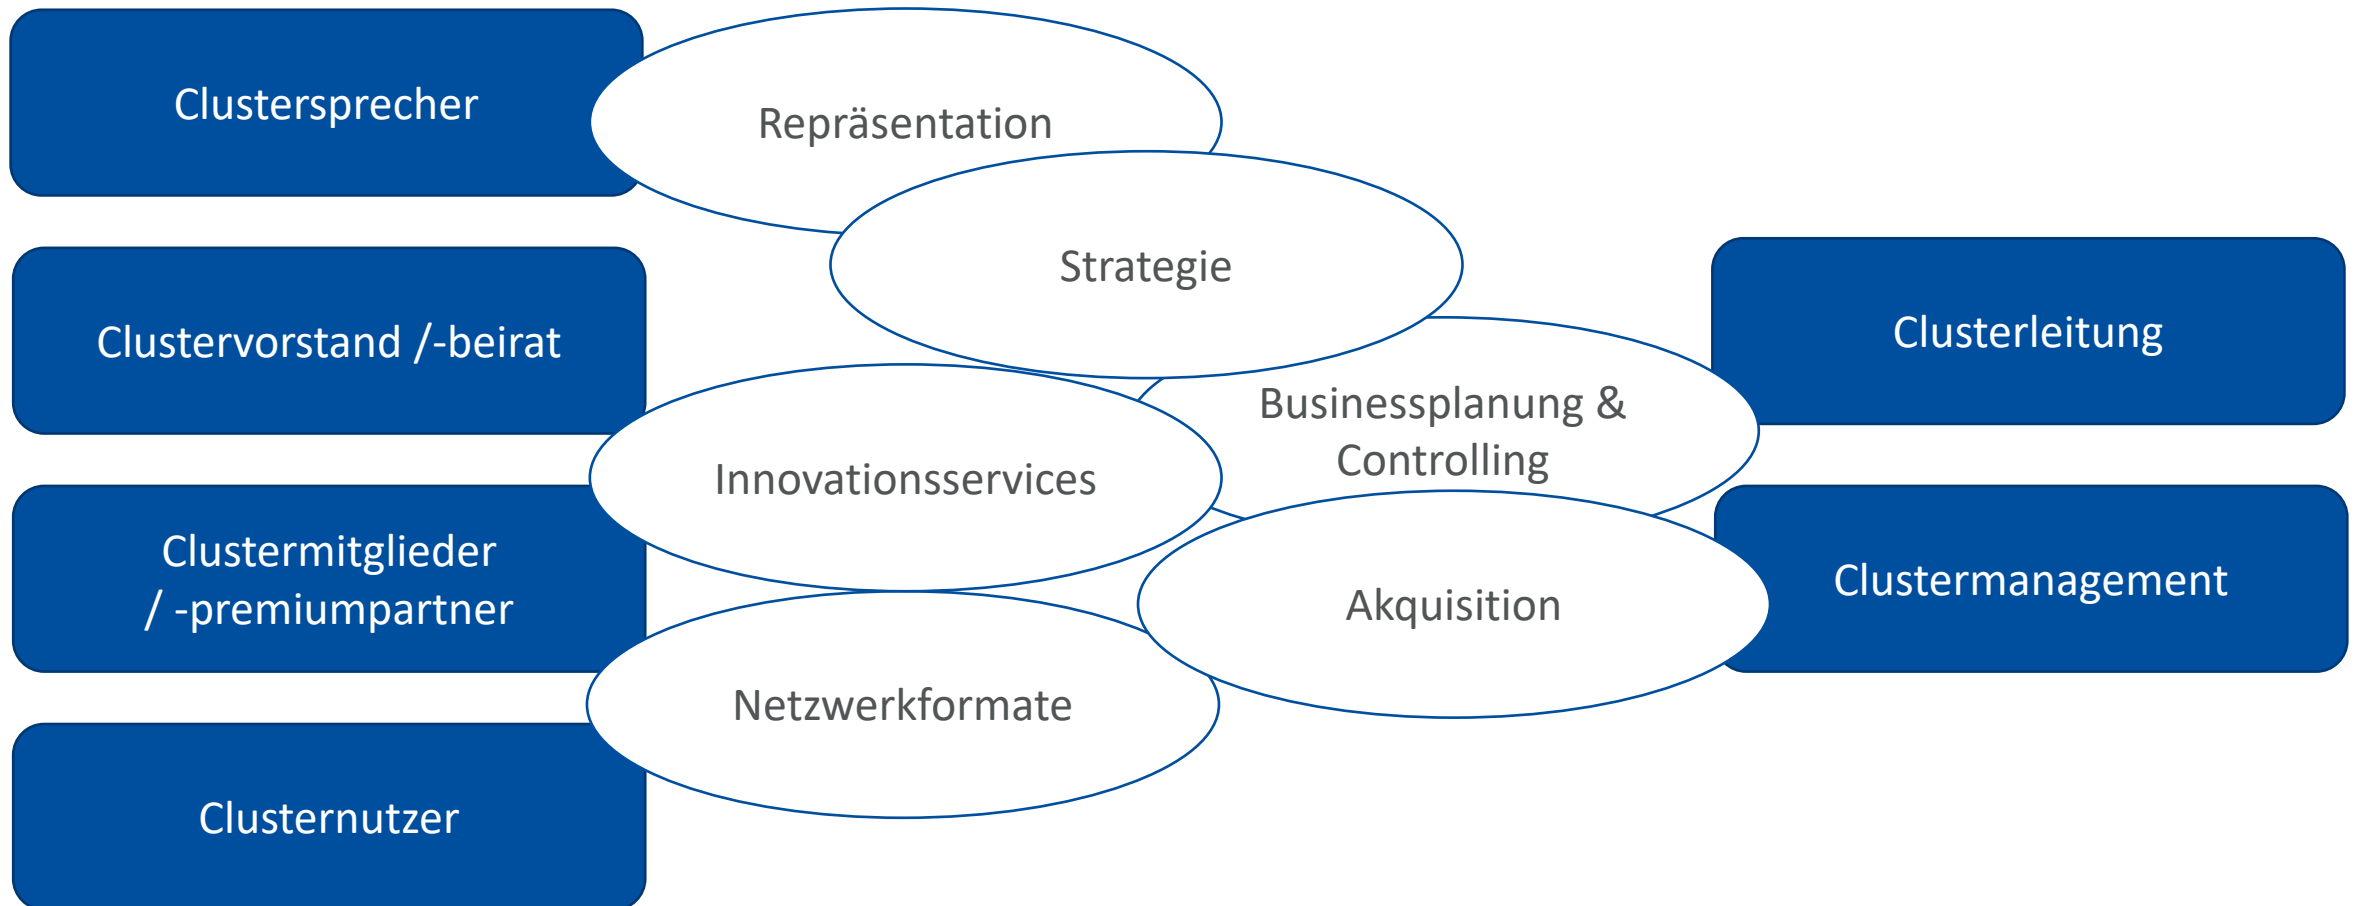 Clustersprecher
Repräsentation
Strategie
Clustervorstand /-beirat
Clusterleitung
Businessplanung &
Controlling
Innovationsservices
Clustermitglieder
/ -premiumpartner
Clustermanagement
Akquisition
Netzwerkformate
Clusternutzer